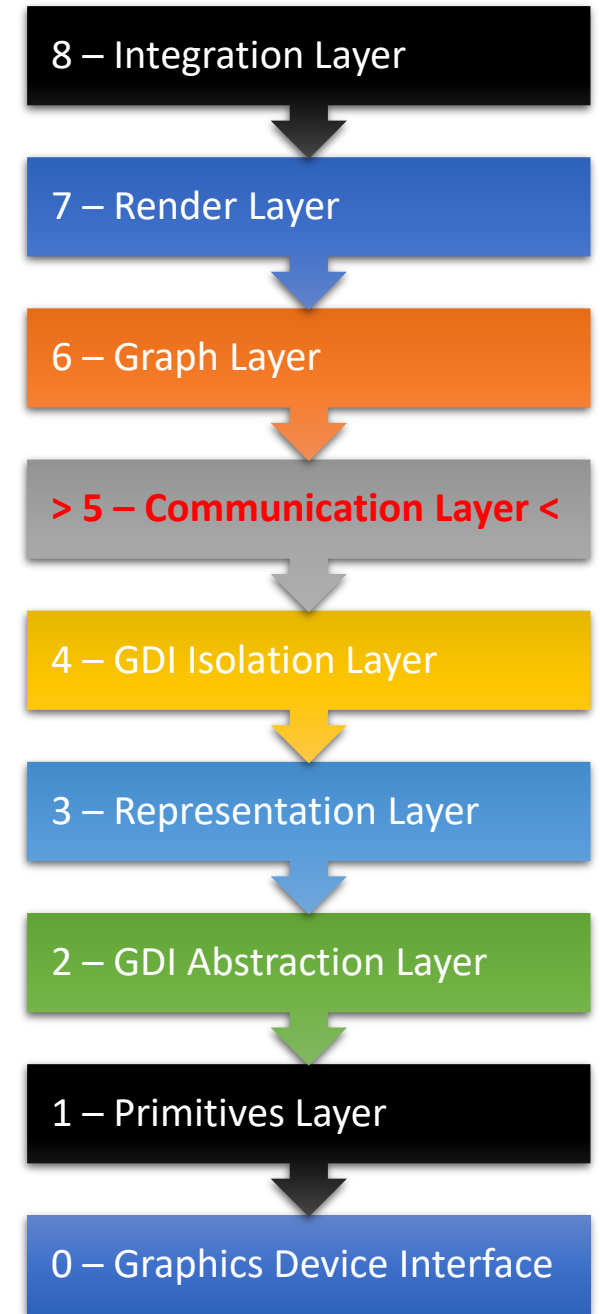 8 – Integration Layer
7 – Render Layer
6 – Graph Layer
> 5 – Communication Layer <
4 – GDI Isolation Layer
3 – Representation Layer
2 – GDI Abstraction Layer
1 – Primitives Layer
0 – Graphics Device Interface